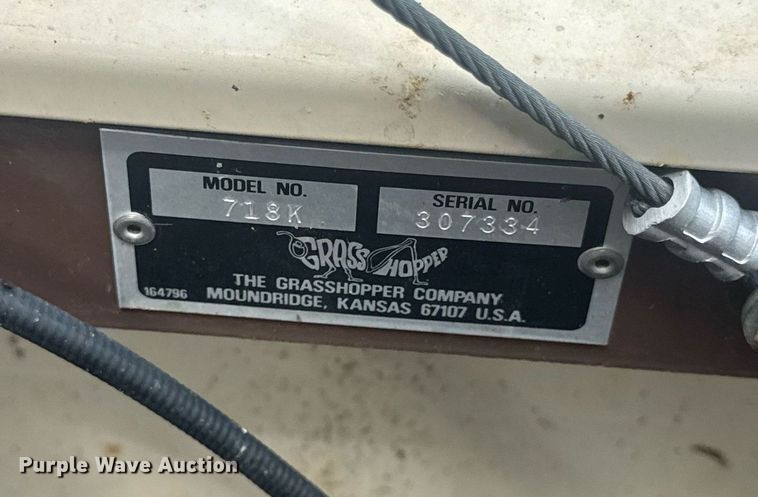 MODEL NO.
718K
SERIAL NO.
307334
GRASSHOPPER
THE GRASSHOPPER COMPANY
MOUNDRIDGE, KANSAS 67107 U.S.A.
164796
Purple Wave Auction